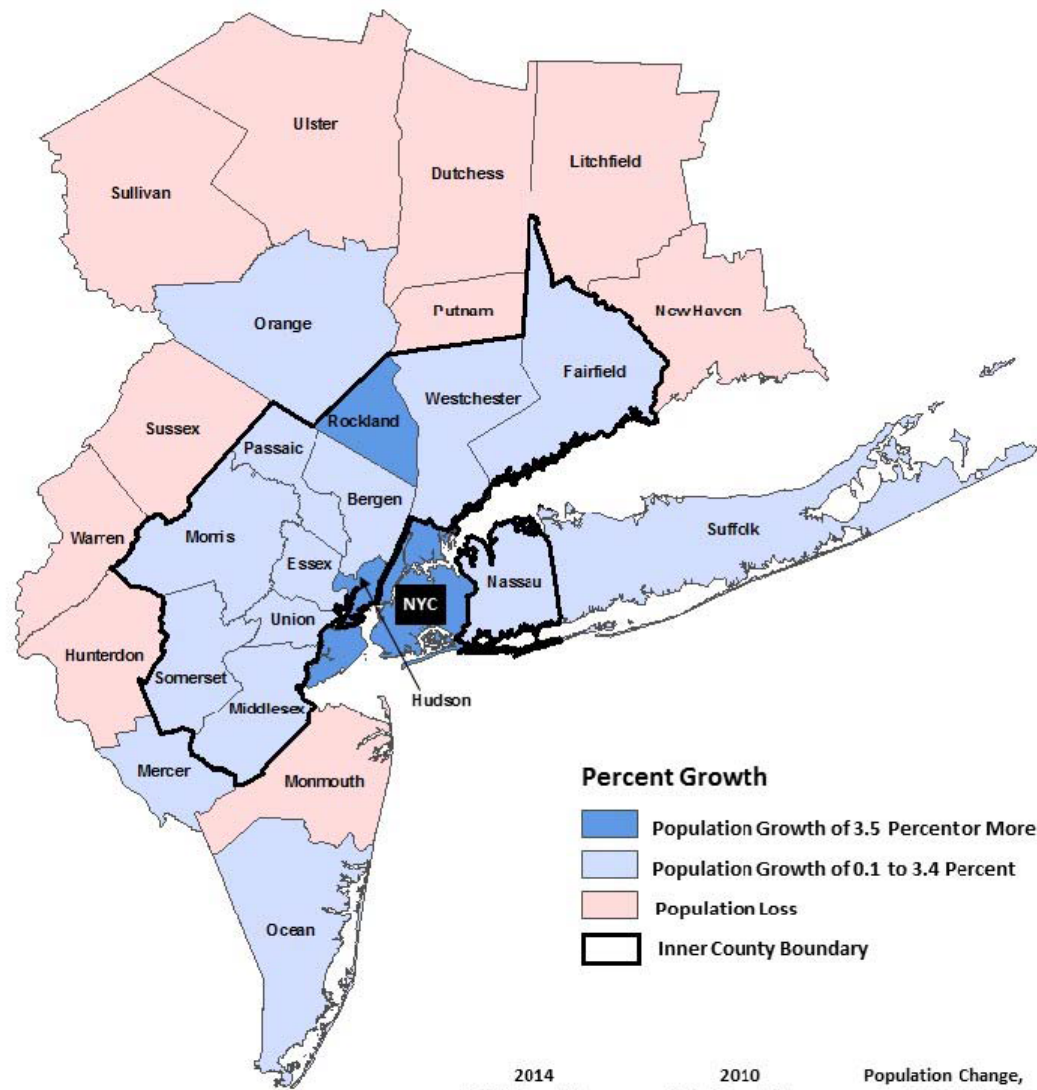 Ulster
Litchfield
Dutchess
Sullivan
Putnam
New Haven
Orange
Fairfield
Westchester
Rockland
Sussex
Passaic
Bergen
Suffolk
Warren
Morris
Essex
Nassau
NYC
Union
Hunterdon
Somerset
Hudson
Middlesex
Mercer
Monmouth
Ocean
Percent Growth
Population Growth of 3.5 Percentor More
Population Growth of 0.1 to 3.4 Percent
Population Loss
Inner County Boundary
2014 2010 Population Change,